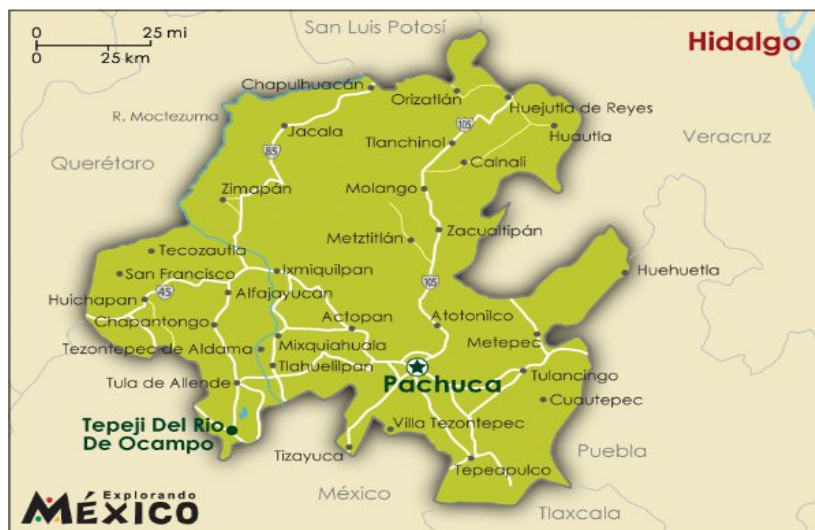 San Luis Potosí
Hidalgo
0 25 mi
0 25 km
Chapulhuacán
Orizatlán
Huejutla de Reyes
R. Moctezuma
Jacala
105
Huautla
Veracruz
Tlanchinol
85
Calnali
Querétaro
Zimapán
Molango
Metztitlán
Zacualtipán
Tecozautla
San Francisco
Ixmiquilpan
Huehuetla
105
Huichapan
45
Alfajayucan
Chapantongo
Actopan
Atotonilco
Tezontepec de Aldama
Mixquiahuala
Metepec
Tlahuelilpan
Tula de Allende
Pachuca
Tulancingo
Cuautepec
Tepeji Del Rio
De Ocampo
Villa Tezontepec
Tizayuca
Puebla
Tepeapulco
Explorando
MÉXICO
México
Tlaxcala